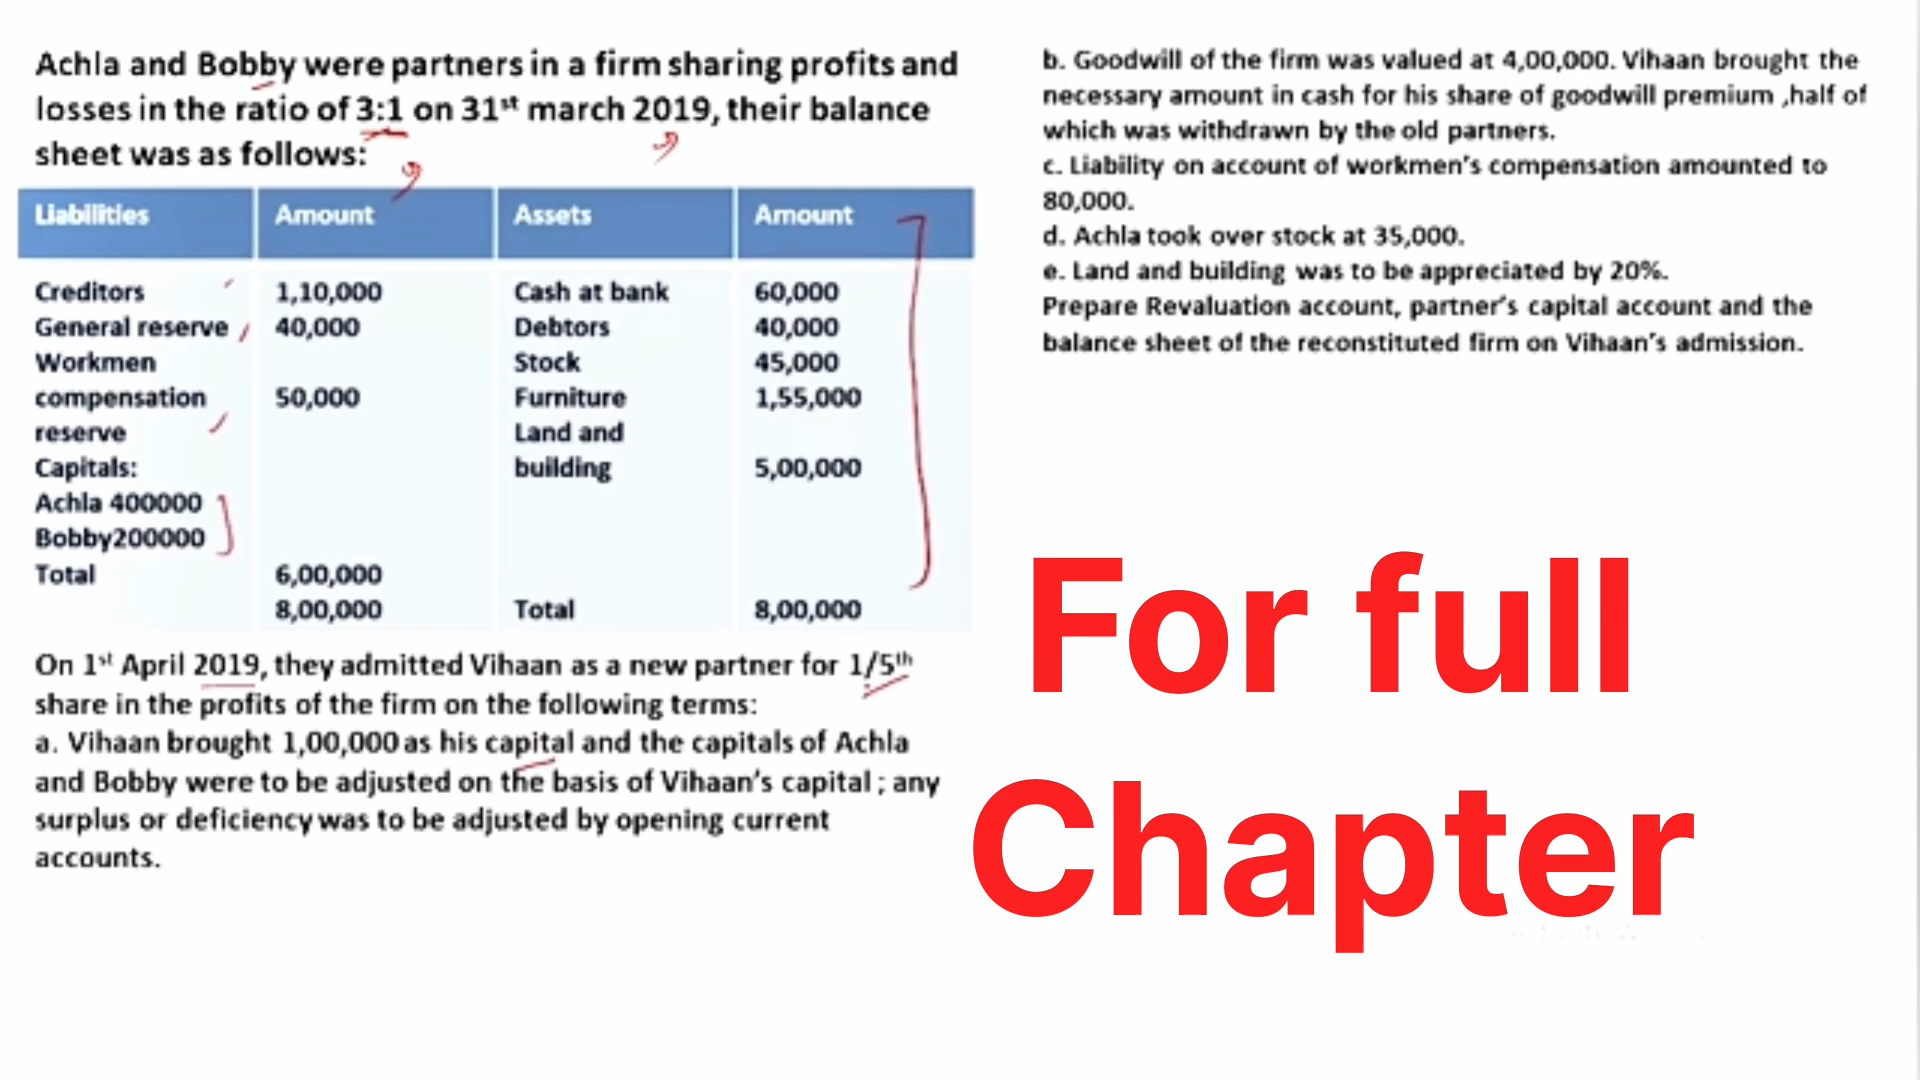 Achla and Bobby were partners in a firm sharing profits and
losses in the ratio of 3:1 on 31st march 2019, their balance
sheet was as follows:
Liabilities Amount Assets Amount
Creditors 1,10,000 Cash at bank 60,000
General reserve 40,000 Debtors 40,000
Workmen Stock 45,000
compensation 50,000 Furniture 1,55,000
reserve Land and
Capitals: building 5,00,000
Achla 400000
Bobby200000
Total 6,00,000
8,00,000 Total 8,00,000
On 1st April 2019, they admitted Vihaan as a new partner for 1/5th
share in the profits of the firm on the following terms:
a. Vihaan brought 1,00,000 as his capital and the capitals of Achla
and Bobby were to be adjusted on the basis of Vihaan's capital ; any
surplus or deficiency was to be adjusted by opening current
accounts.
b. Goodwill of the firm was valued at 4,00,000. Vihaan brought the
necessary amount in cash for his share of goodwill premium ,half of
which was withdrawn by the old partners.
c. Liability on account of workmen's compensation amounted to
80,000.
d. Achla took over stock at 35,000.
e. Land and building was to be appreciated by 20%.
Prepare Revaluation account, partner's capital account and the
balance sheet of the reconstituted firm on Vihaan's admission.
For full
Chapter